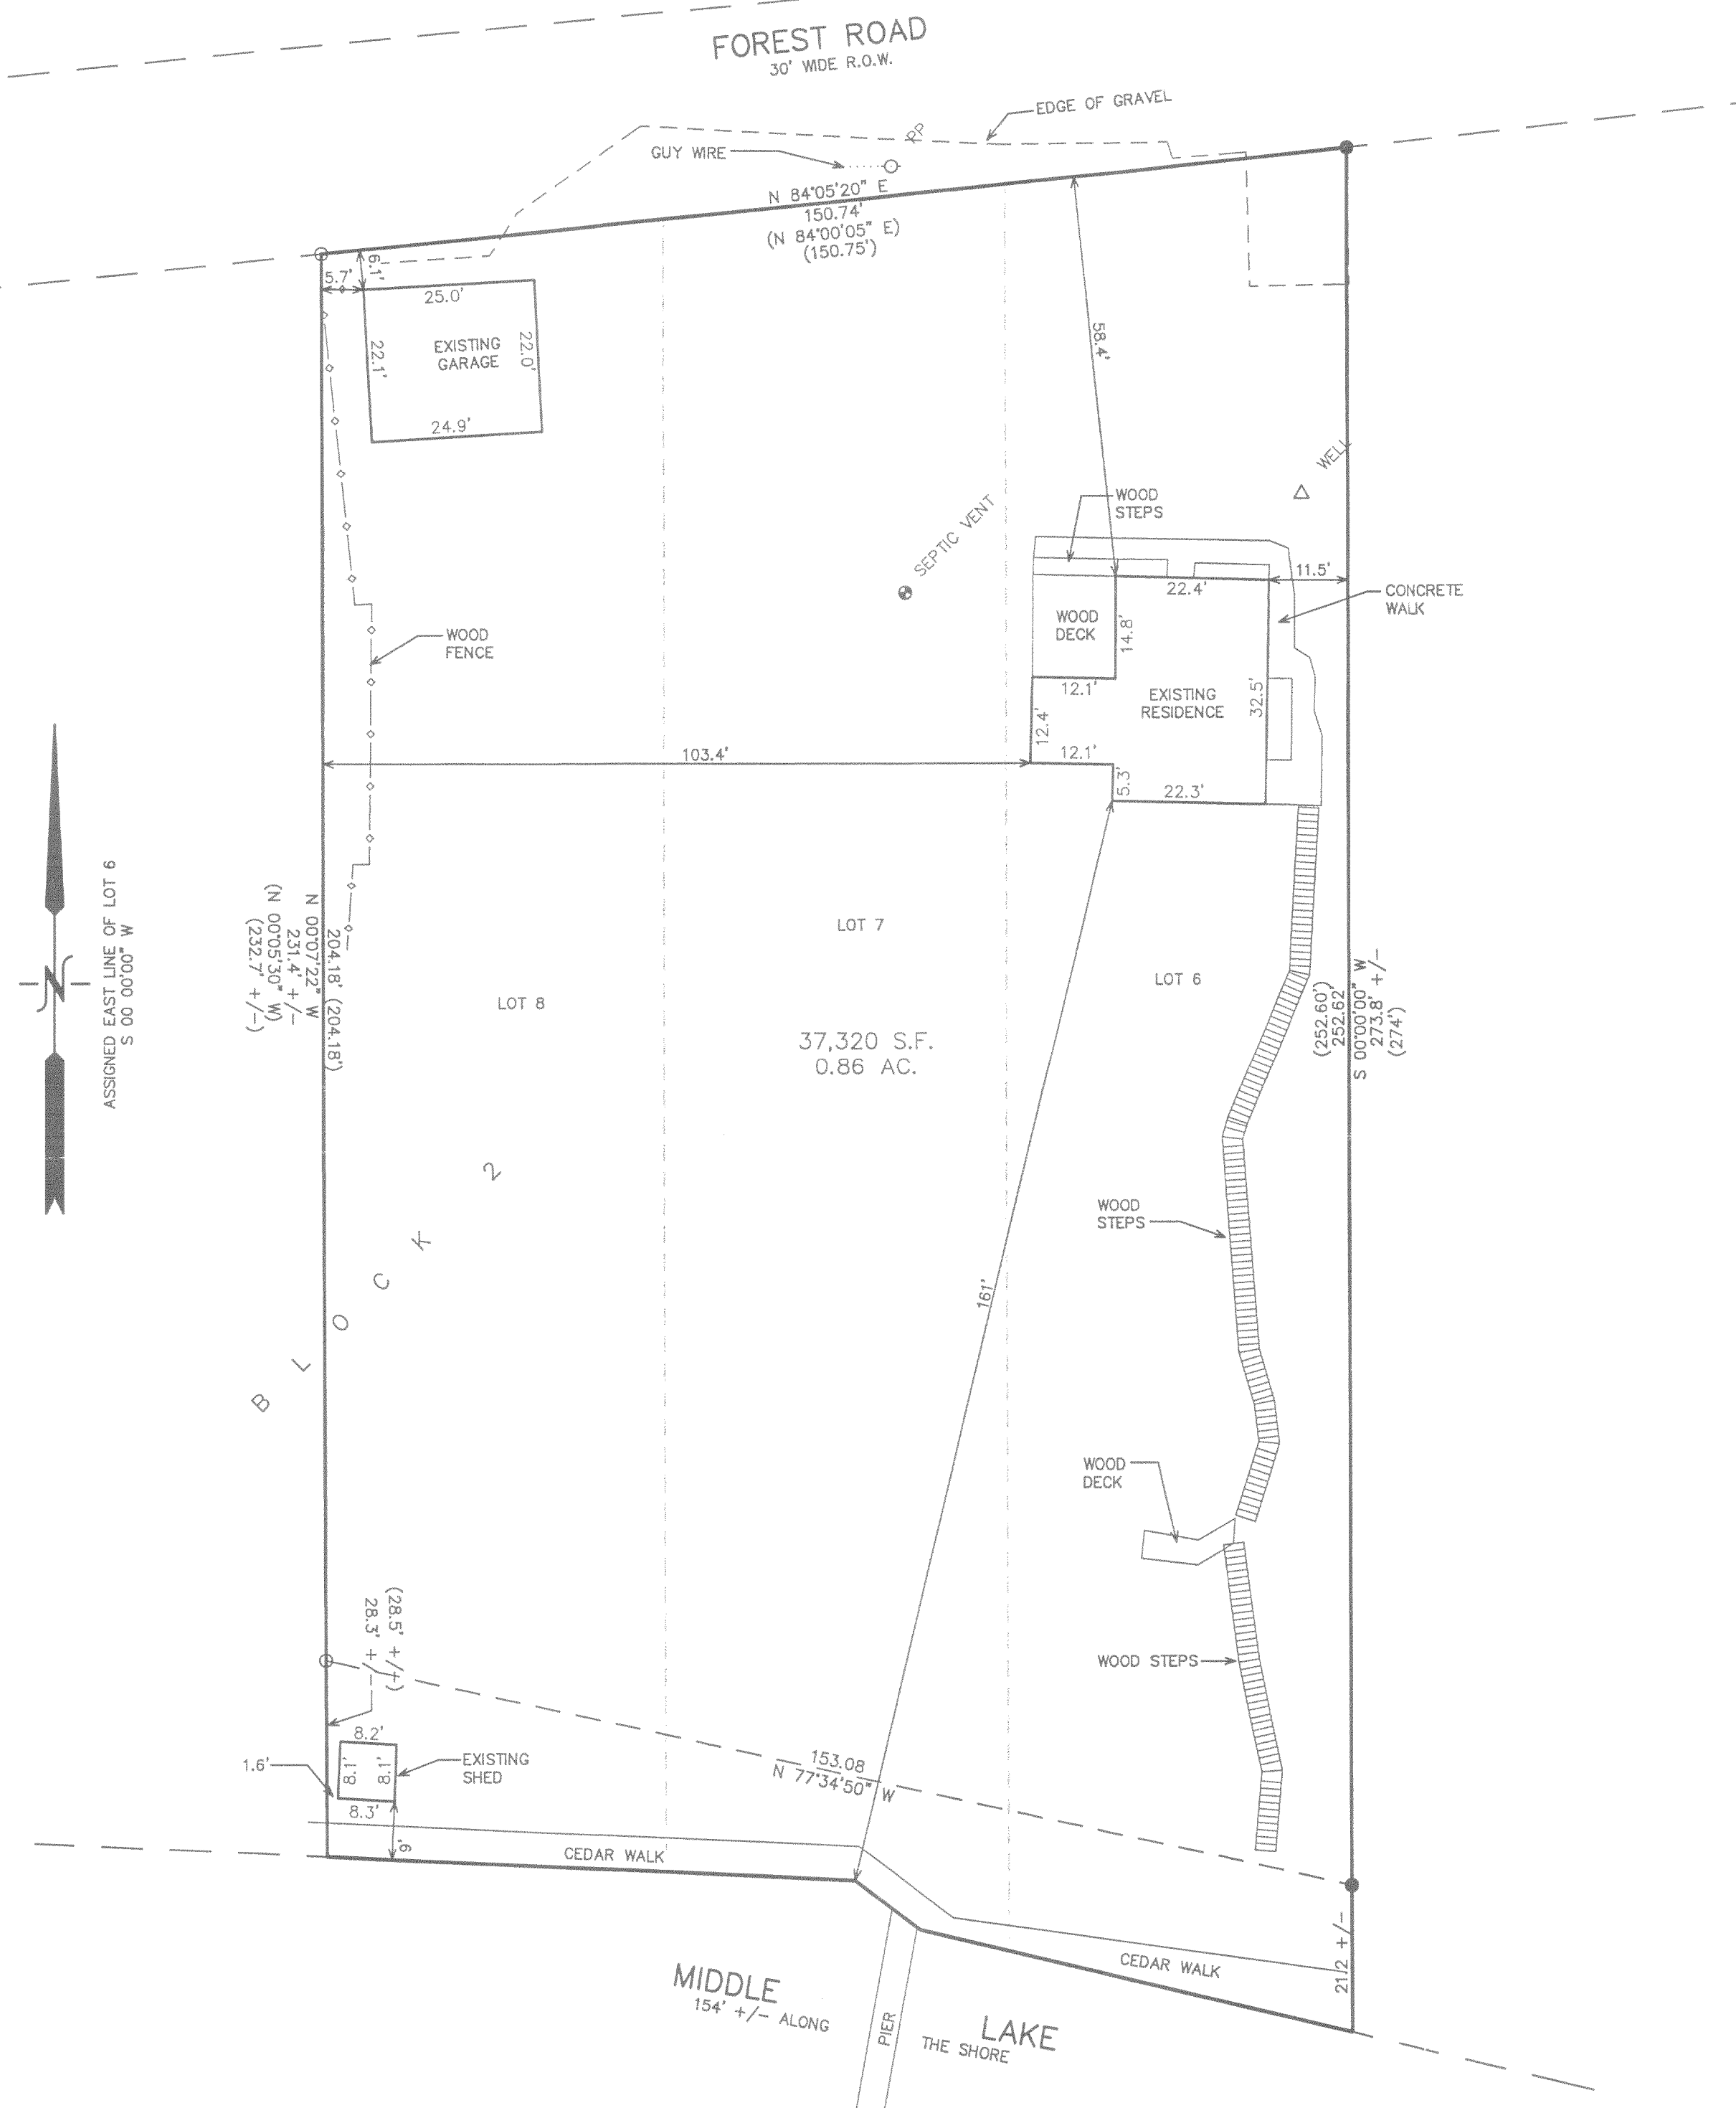 FOREST ROAD
30' WIDE R.O.W.
EDGE OF GRAVEL
PP
GUY WIRE
N 84°05'20" E
150.74'
(N 84°00'05" E)
(150.75')
6.1'
5.7'
25.0'
22.1'
EXISTING
GARAGE
22.0'
24.9'
58.4'
WELL
WOOD
STEPS
SEPTIC VENT
11.5'
22.4'
CONCRETE
WALK
WOOD
DECK
14.8'
WOOD
FENCE
12.1'
EXISTING
RESIDENCE
32.5'
12.4'
12.1'
103.4'
5.3'
22.3'
ASSIGNED EAST LINE OF LOT 6
S 00 00'00" W
N
204.18' (204.18')
N 00°07'22" W
231.4' +/-
(N 00°05'30" W)
(232.7' +/-)
LOT 7
LOT 8
LOT 6
37,320 S.F.
0.86 AC.
(252.60')
252.62'
S 00°00'00" W
273.8' +/-
(274')
BLOCK 2
WOOD
STEPS
161'
WOOD
DECK
WOOD STEPS
(28.5' +/-)
28.3' +/-
8.2'
1.6'
8.1'
8.1'
EXISTING
SHED
8.3'
9'
153.08
N 77°34'50" W
CEDAR WALK
CEDAR WALK
21.2 +/-
MIDDLE
154' +/- ALONG
PIER
LAKE
THE SHORE